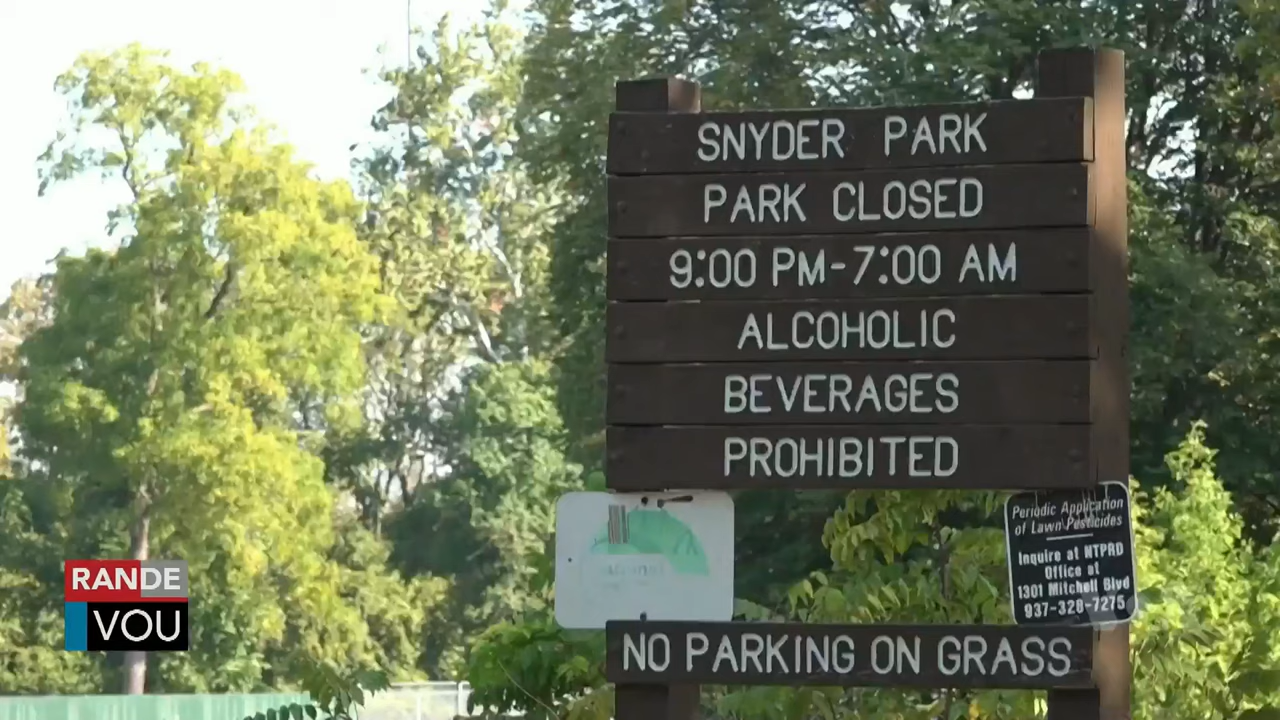 SNYDER PARK
PARK CLOSED
9:00 PM-7:00 AM
ALCOHOLIC
BEVERAGES
PROHIBITED
Periodic Application
of Lawn Pesticides
Inquire at NTPRD
Office at
1301 Mitchell Blvd
937-328-7275
NO PARKING ON GRASS
RANDE
VOU